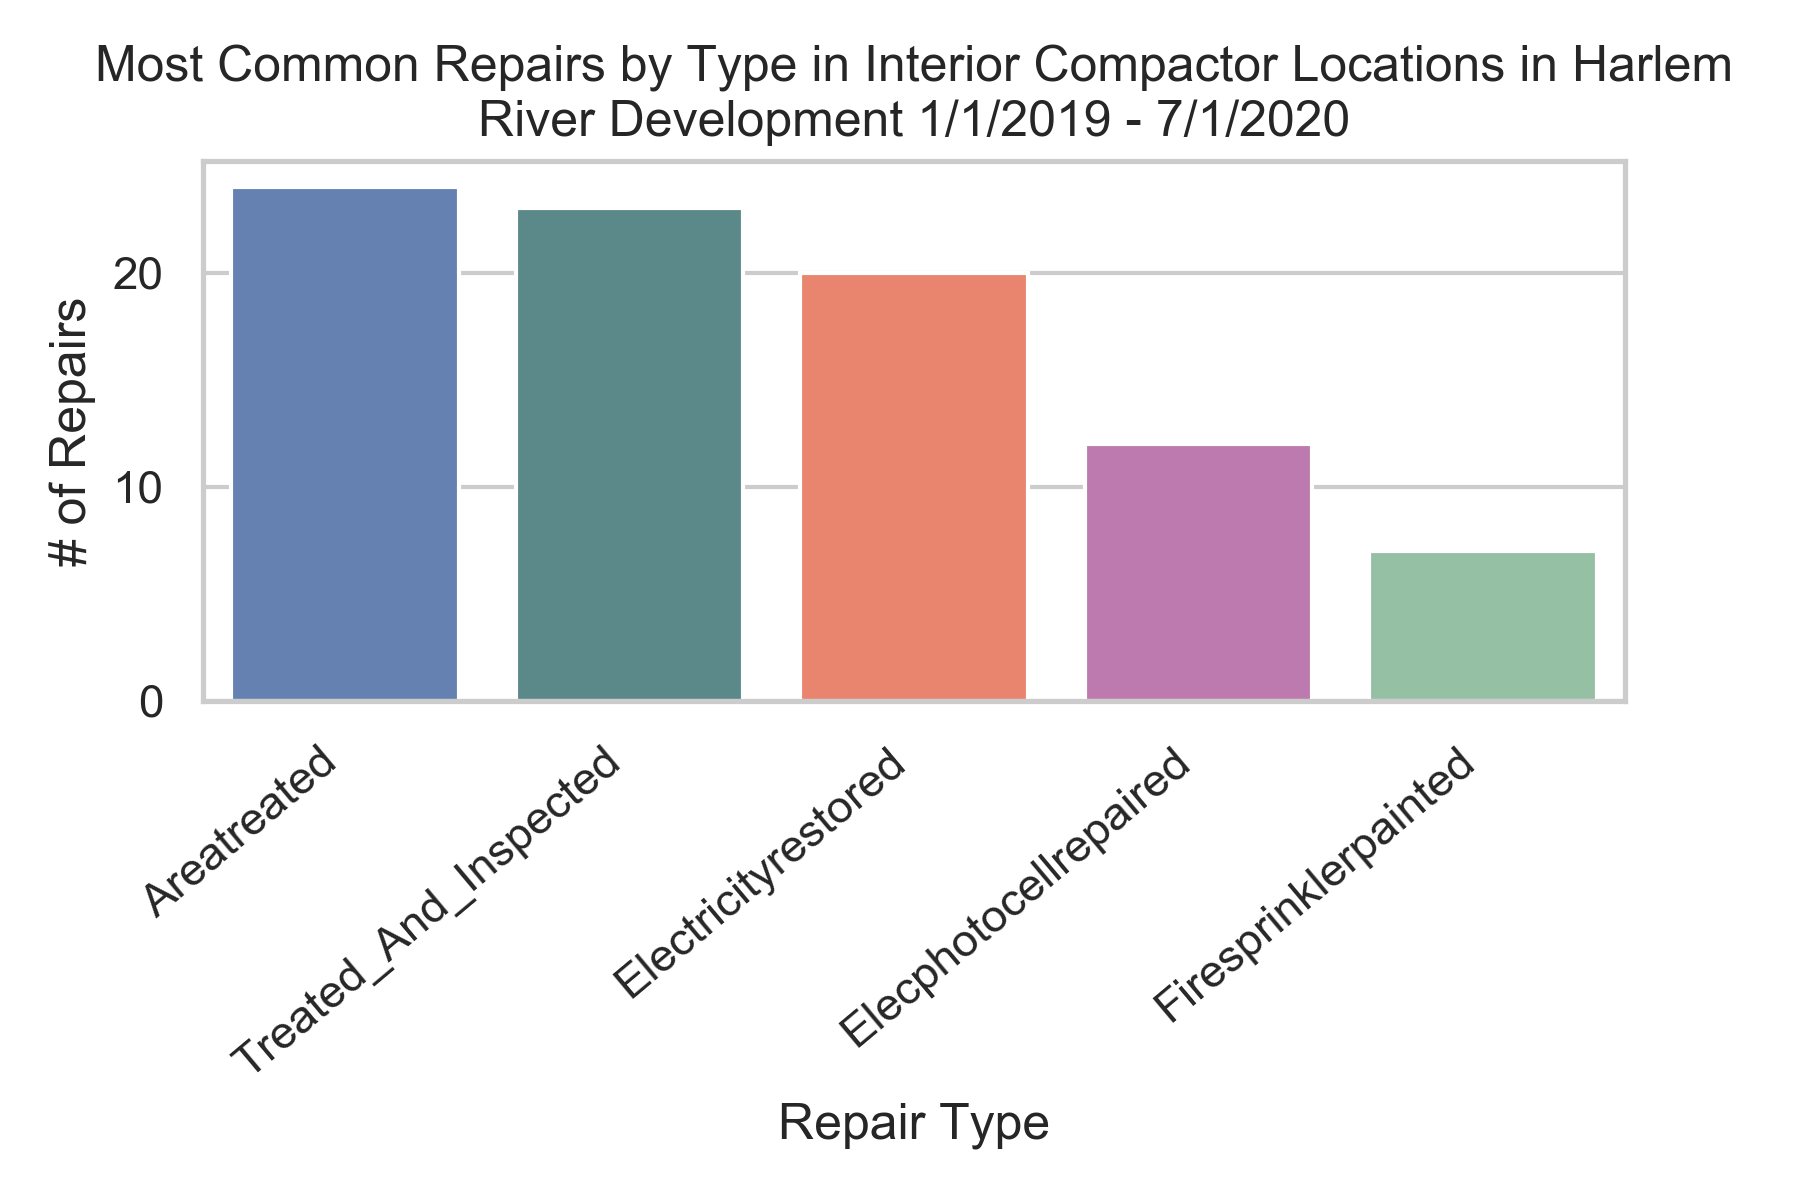 Most Common Repairs by Type in Interior Compactor Locations in Harlem
River Development 1/1/2019 - 7/1/2020
# of Repairs
20
10
0
Areatreated
Treated_And_Inspected
Electricityrestored
Elecphotocellrepaired
Firesprinklerpainted
Repair Type